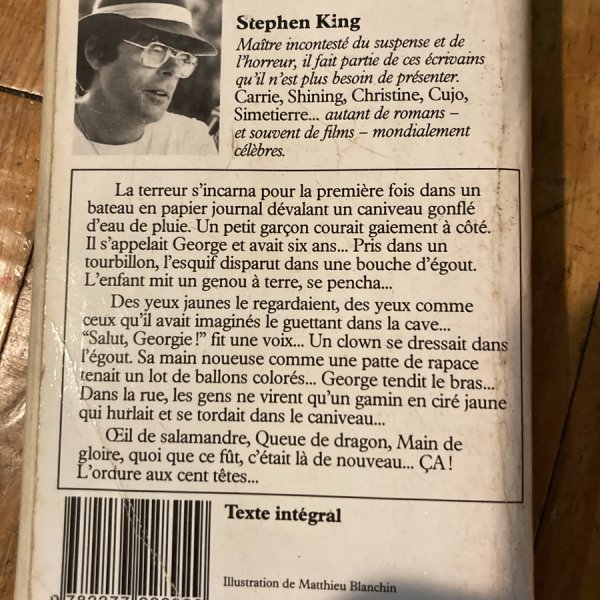 Stephen King
Maître incontesté du suspense et de
l'horreur, il fait partie de ces écrivains
qu'il n'est plus besoin de présenter.
Carrie, Shining, Christine, Cujo,
Simetierre... autant de romans –
et souvent de films – mondialement
célèbres.
La terreur s'incarna pour la première fois dans un
bateau en papier journal dévalant un caniveau gonflé
d'eau de pluie. Un petit garçon courait gaiement à côté.
Il s'appelait George et avait six ans... Pris dans un
tourbillon, l'esquif disparut dans une bouche d'égout.
L'enfant mit un genou à terre, se pencha...
Des yeux jaunes le regardaient, des yeux comme
ceux qu'il avait imaginés le guettant dans la cave...
“Salut, Georgie !” fit une voix... Un clown se dressait dans
l'égout. Sa main noueuse comme une patte de rapace
tenait un lot de ballons colorés... George tendit le bras...
Dans la rue, les gens ne virent qu'un gamin en ciré jaune
qui hurlait et se tordait dans le caniveau...
Œil de salamandre, Queue de dragon, Main de
gloire, quoi que ce fût, c'était là de nouveau... ÇA !
L'ordure aux cent têtes...
Texte intégral
Illustration de Matthieu Blanchin